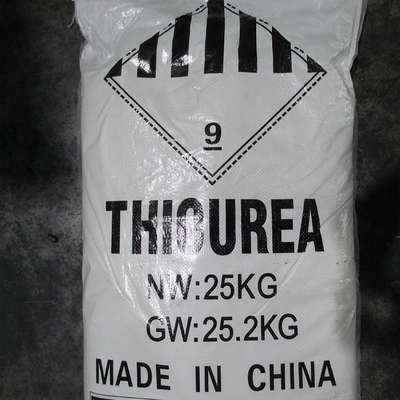 9
THIOUREA
NW:25KG
GW:25.2KG
MADE IN CHINA